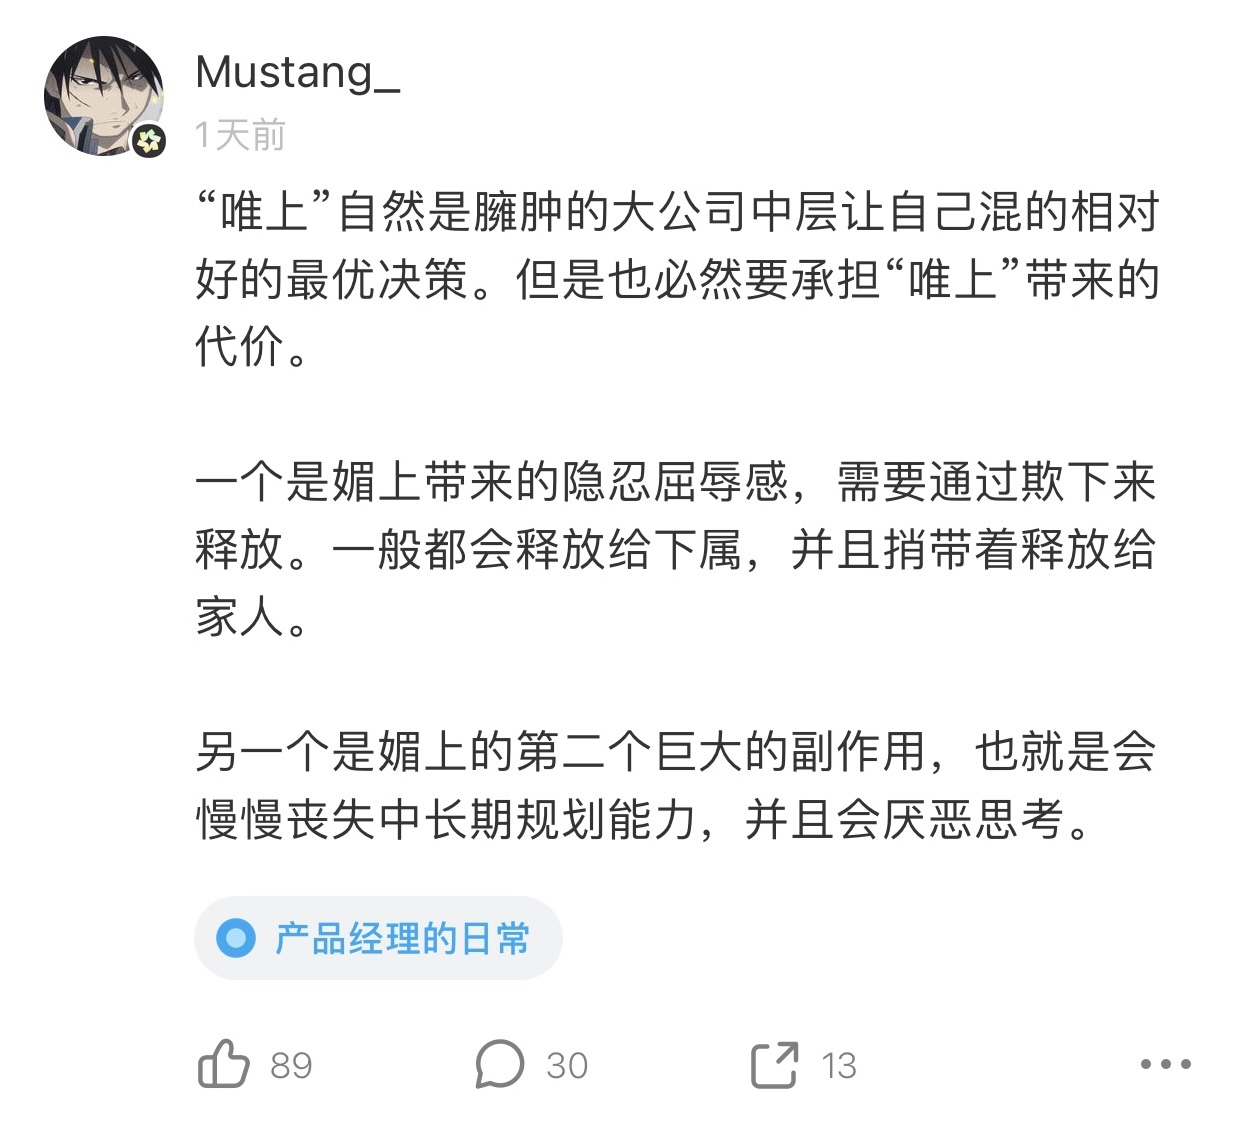 Mustang_
1天前
“唯上”自然是臃肿的大公司中层让自己混的相对
好的最优决策。但是也必然要承担“唯上”带来的
代价。
一个是媚上带来的隐忍屈辱感，需要通过欺下来
释放。一般都会释放给下属，并且捎带着释放给
家人。
另一个是媚上的第二个巨大的副作用，也就是会
慢慢丧失中长期规划能力，并且会厌恶思考。
产品经理的日常
89 30 13